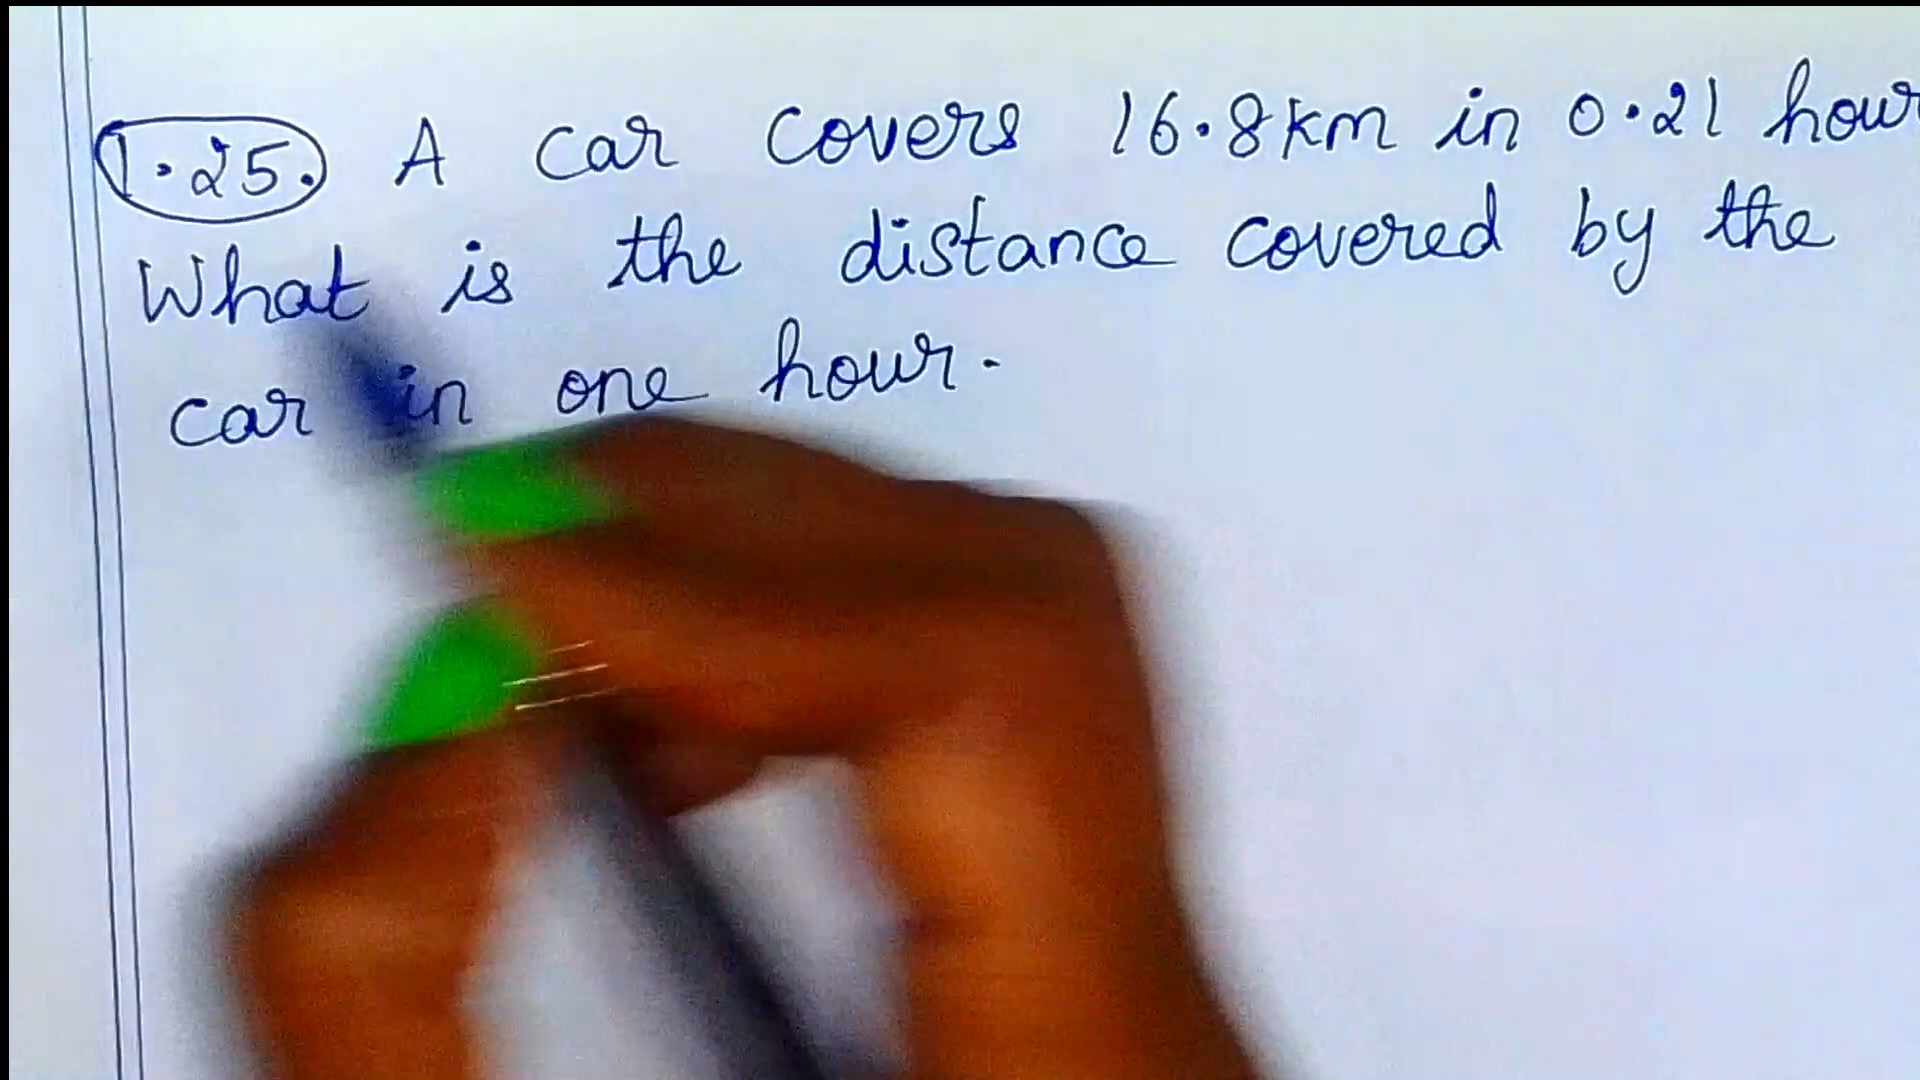 1.25. A car covers 16.8km in 0.21 hour
What is the distance covered by the
car in one hour.